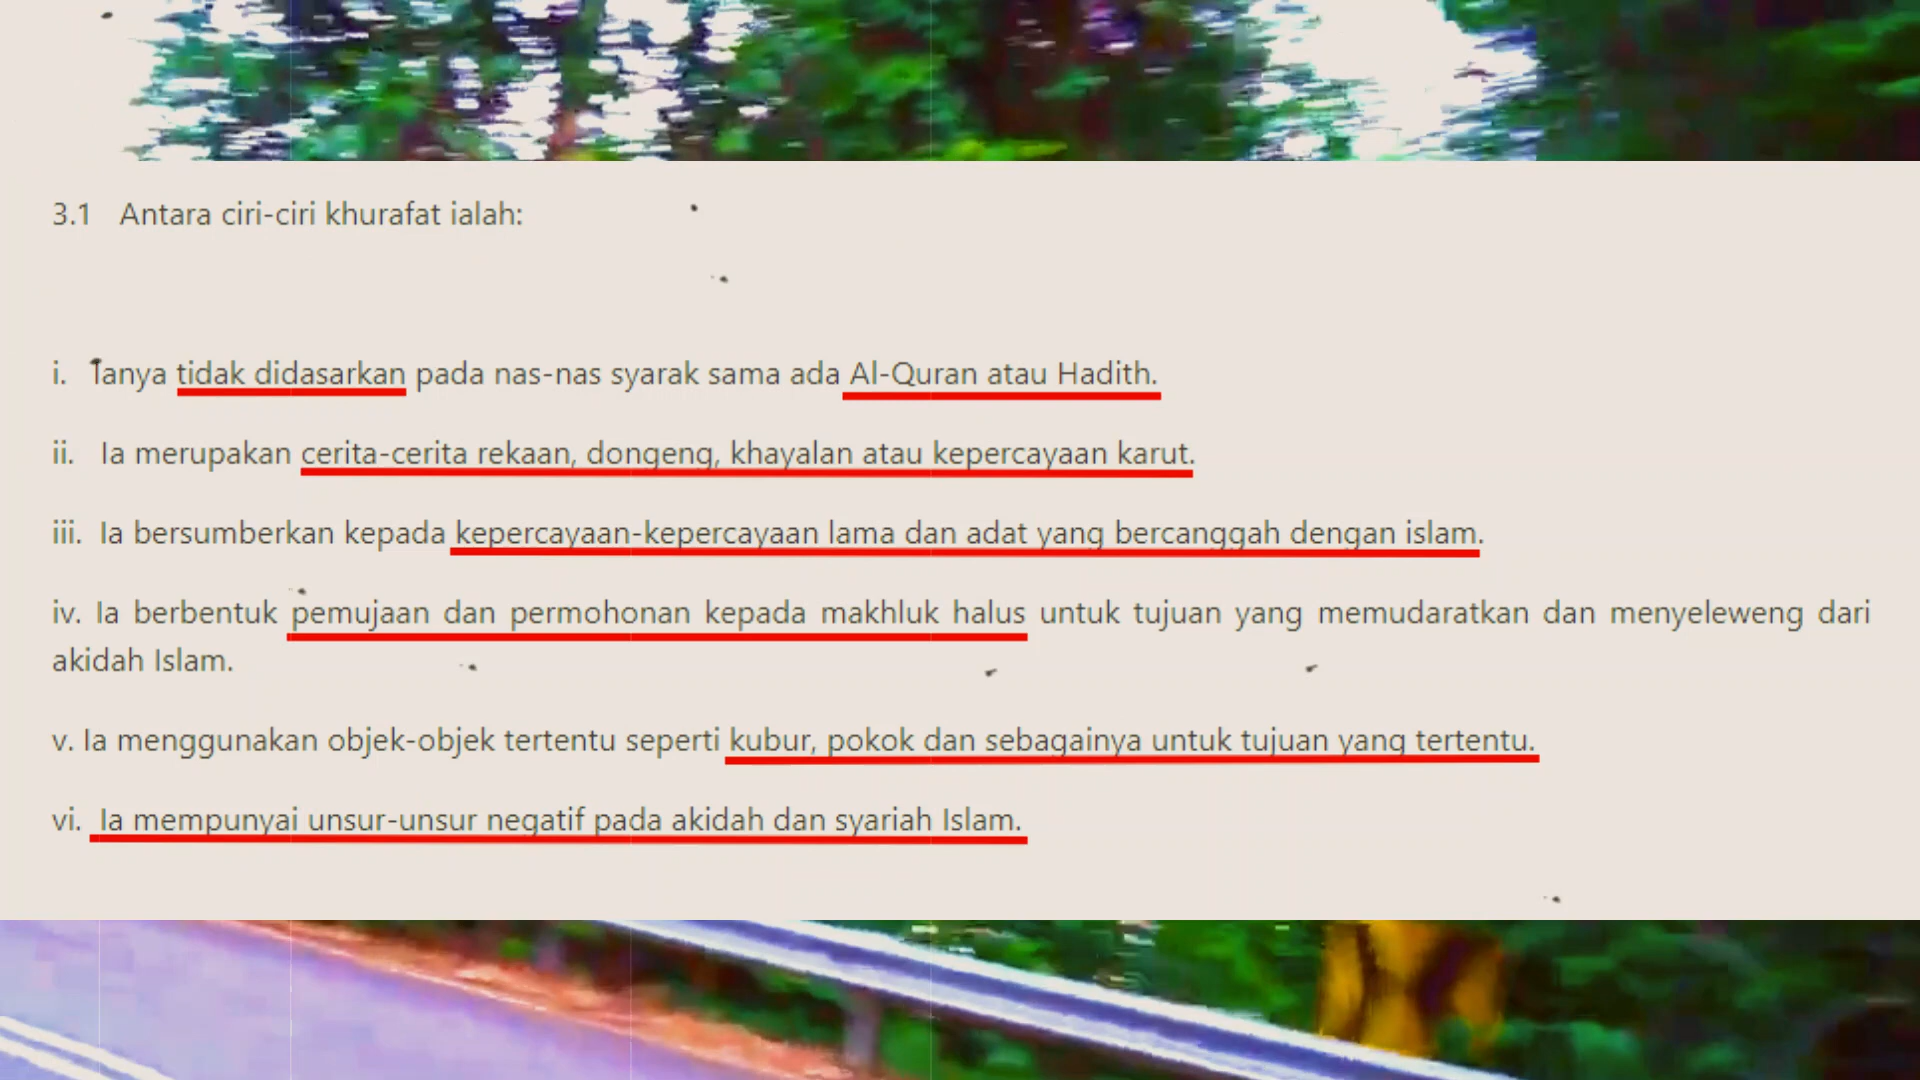 3.1 Antara ciri-ciri khurafat ialah:
i. Ianya tidak didasarkan pada nas-nas syarak sama ada Al-Quran atau Hadith.
ii. Ia merupakan cerita-cerita rekaan, dongeng, khayalan atau kepercayaan karut.
iii. Ia bersumberkan kepada kepercayaan-kepercayaan lama dan adat yang bercanggah dengan islam.
iv. Ia berbentuk pemujaan dan permohonan kepada makhluk halus untuk tujuan yang memudaratkan dan menyeleweng dari
akidah Islam.
v. Ia menggunakan objek-objek tertentu seperti kubur, pokok dan sebagainya untuk tujuan yang tertentu.
vi. Ia mempunyai unsur-unsur negatif pada akidah dan syariah Islam.